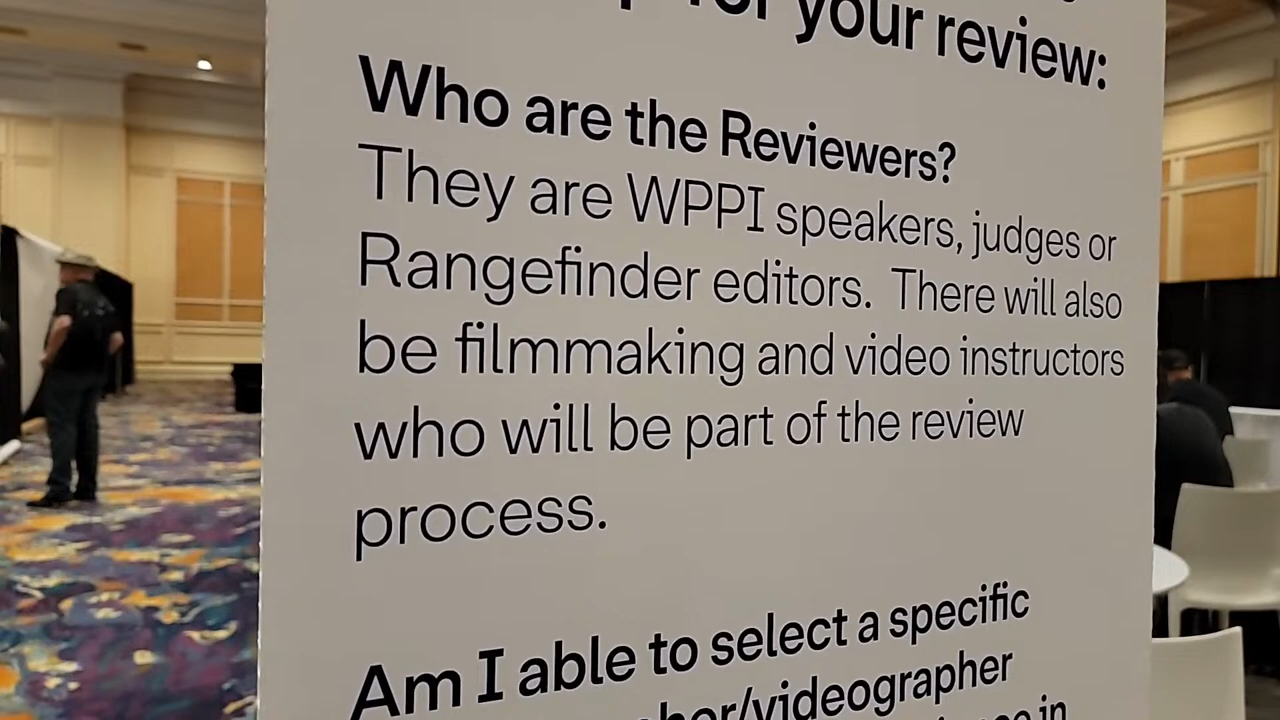 for your review:
Who are the Reviewers?
They are WPPI speakers, judges or
Rangefinder editors. There will also
be filmmaking and video instructors
who will be part of the review
process.
Am I able to select a specific